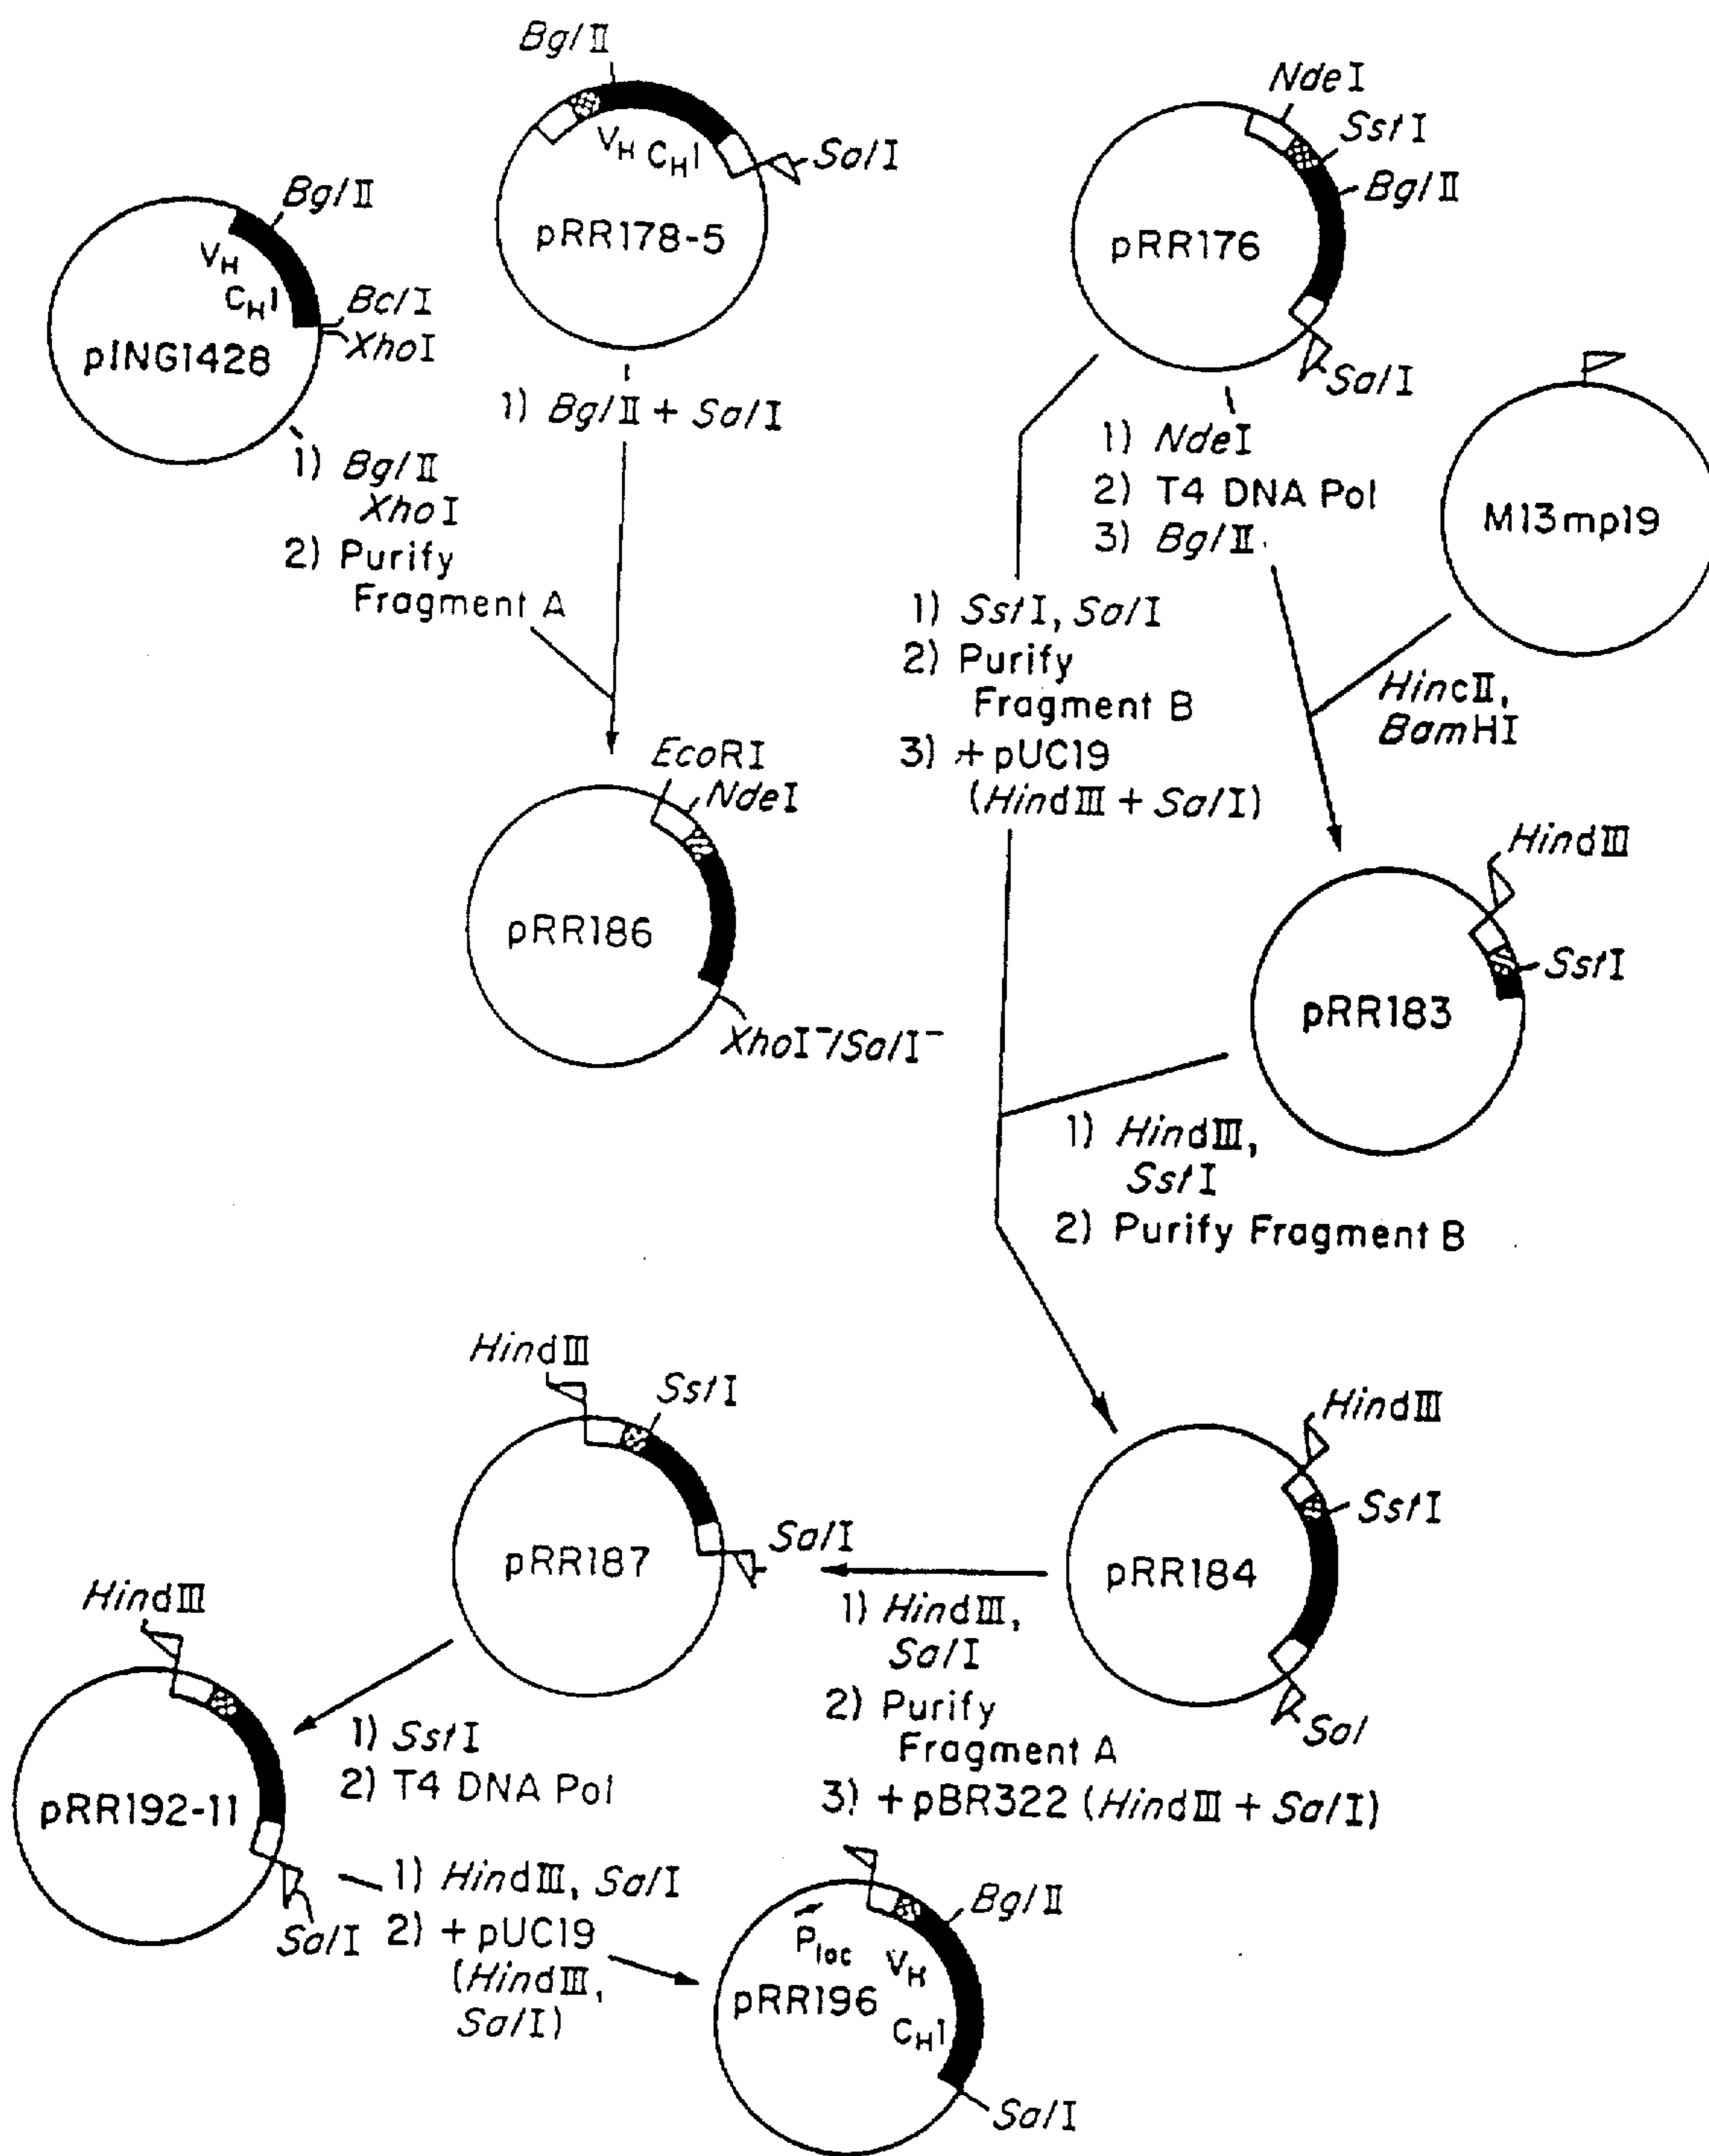 BglII
VH CH1
SalI
pRR178-5
BglII
VH
CH1
BclI
XhoI
pING1428
NdeI
SstI
BglII
pRR176
SalI
1) BglII + SalI
1) BglII
XhoI
2) Purify
Fragment A
1) NdeI
2) T4 DNA Pol
3) BglII
M13mp19
1) SstI, SalI
2) Purify
Fragment B
3) + pUC19
(HindIII + SalI)
HincII,
BamHI
EcoRI
NdeI
pRR186
XhoI⁻/SalI⁻
HindIII
SstI
pRR183
1) HindIII,
SstI
2) Purify Fragment B
HindIII
SstI
pRR187
SalI
HindIII
SstI
pRR184
Sal
1) HindIII,
SalI
2) Purify
Fragment A
3) + pBR322 (HindIII + SalI)
HindIII
pRR192-11
SalI
1) SstI
2) T4 DNA Pol
1) HindIII, SalI
2) + pUC19
(HindIII,
SalI)
BglII
Plac
VH
pRR196
CH1
SalI